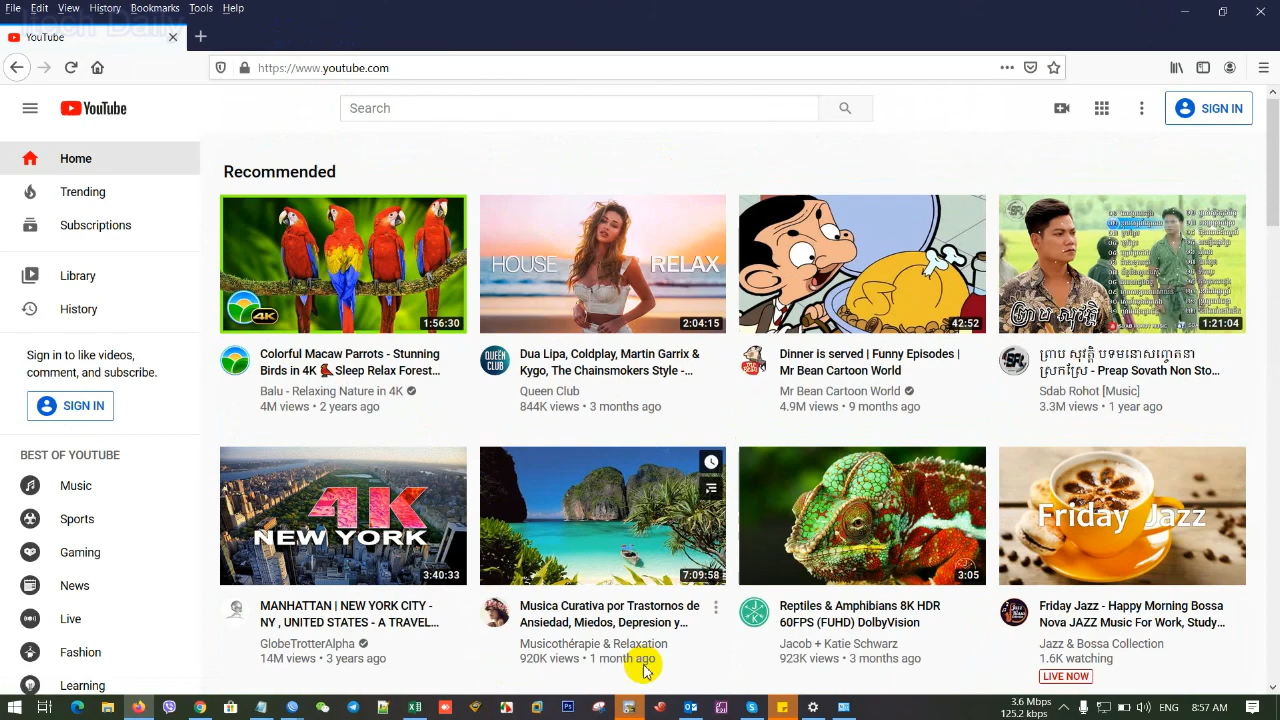 File Edit View History Bookmarks Tools Help
YouTube
https://www.youtube.com
YouTube
Search
SIGN IN
Home
Trending
Subscriptions
Library
History
Sign in to like videos,
comment, and subscribe.
SIGN IN
BEST OF YOUTUBE
Music
Sports
Gaming
News
Live
Fashion
Learning
Recommended
4K
1:56:30
HOUSE RELAX
2:04:15
42:52
ព្រាប សុវត្ថិ
1:21:04
Colorful Macaw Parrots - Stunning
Birds in 4K Sleep Relax Forest...
Balu - Relaxing Nature in 4K
4M views • 2 years ago
QUEEN
CLUB
Dua Lipa, Coldplay, Martin Garrix &
Kygo, The Chainsmokers Style -...
Queen Club
844K views • 3 months ago
Dinner is served | Funny Episodes |
Mr Bean Cartoon World
Mr Bean Cartoon World
4.9M views • 9 months ago
ព្រាប សុវត្ថិ បទមនោសញ្ចេតនា
ស្រុកស្រែ - Preap Sovath Non Sto...
Sdab Rohot [Music]
3.3M views • 1 year ago
4K
NEW YORK
3:40:33
7:09:58
3:05
Friday Jazz
MANHATTAN | NEW YORK CITY -
NY , UNITED STATES - A TRAVEL...
GlobeTrotterAlpha
14M views • 3 years ago
Musica Curativa por Trastornos de
Ansiedad, Miedos, Depresion y...
Musicothérapie & Relaxation
920K views • 1 month ago
Reptiles & Amphibians 8K HDR
60FPS (FUHD) DolbyVision
Jacob + Katie Schwarz
923K views • 3 months ago
Friday Jazz - Happy Morning Bossa
Nova JAZZ Music For Work, Study...
Jazz & Bossa Collection
1.6K watching
LIVE NOW
3.6 Mbps
125.2 kbps
8:57 AM